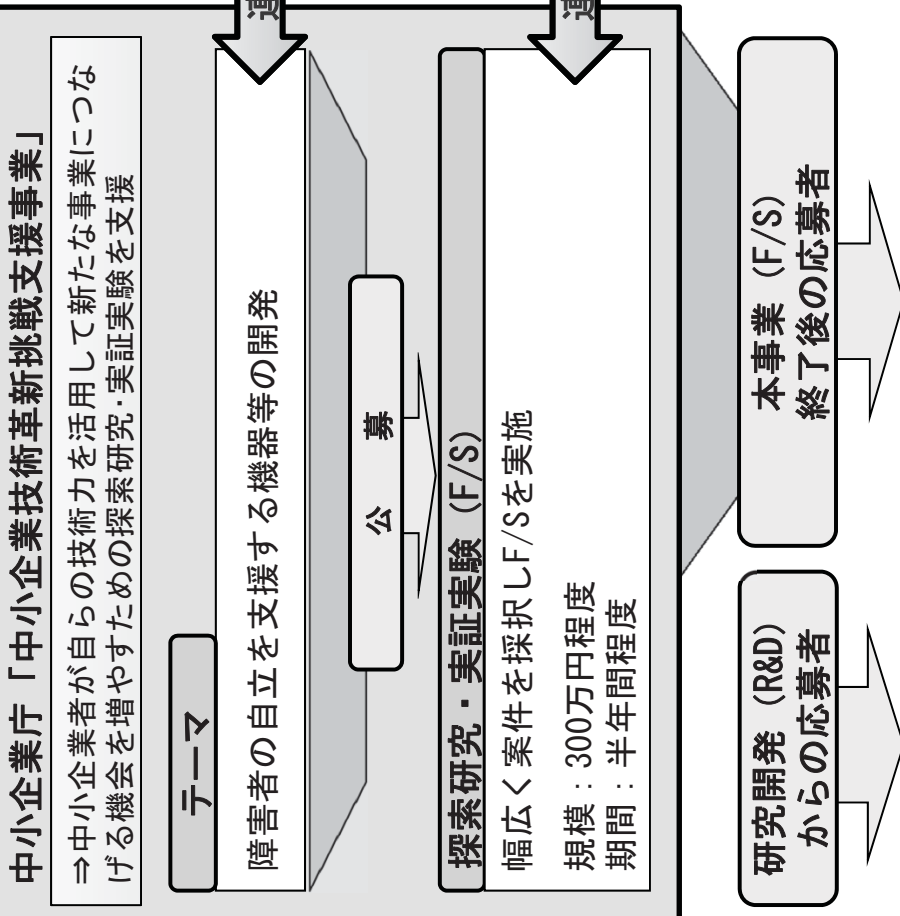 中小企業庁「中小企業技術革新挑戦支援事業」
⇒中小企業者が自らの技術力を活用して新たな事業につな
げる機会を増やすための探索研究・実証実験を支援
テーマ
障害者の自立を支援する機器等の開発
公募
探索研究・実証実験（F/S）
幅広く案件を採択しF/Sを実施
規模：300万円程度
期間：半年間程度
研究開発（R&D）
からの応募者
本事業（F/S）
終了後の応募者